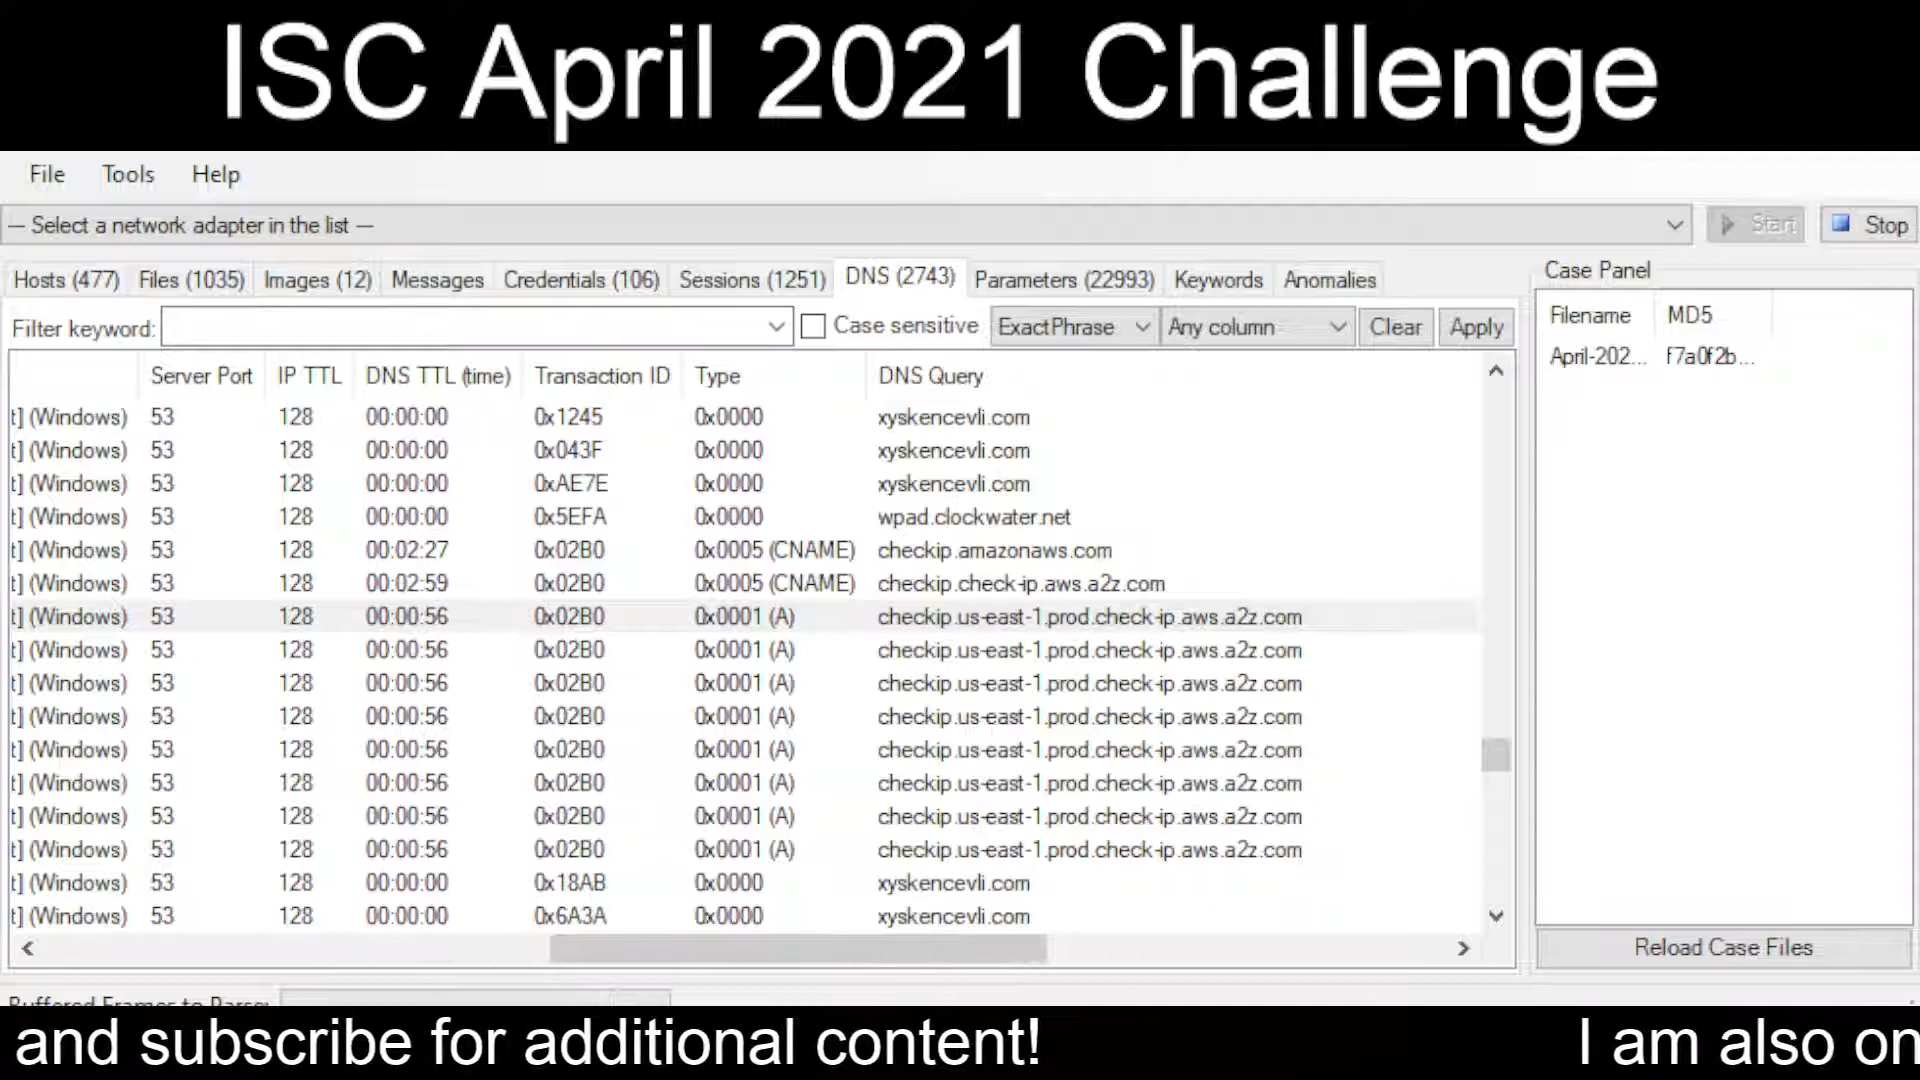 ISC April 2021 Challenge
File Tools Help
— Select a network adapter in the list —
Start Stop
Hosts (477) Files (1035) Images (12) Messages Credentials (106) Sessions (1251) DNS (2743) Parameters (22993) Keywords Anomalies
Case Panel
Filter keyword: Case sensitive ExactPhrase Any column Clear Apply
Filename MD5
April-202... f7a0f2b...
Server Port IP TTL DNS TTL (time) Transaction ID Type DNS Query
t] (Windows) 53 128 00:00:00 0x1245 0x0000 xyskencevli.com
t] (Windows) 53 128 00:00:00 0x043F 0x0000 xyskencevli.com
t] (Windows) 53 128 00:00:00 0xAE7E 0x0000 xyskencevli.com
t] (Windows) 53 128 00:00:00 0x5EFA 0x0000 wpad.clockwater.net
t] (Windows) 53 128 00:02:27 0x02B0 0x0005 (CNAME) checkip.amazonaws.com
t] (Windows) 53 128 00:02:59 0x02B0 0x0005 (CNAME) checkip.check-ip.aws.a2z.com
t] (Windows) 53 128 00:00:56 0x02B0 0x0001 (A) checkip.us-east-1.prod.check-ip.aws.a2z.com
t] (Windows) 53 128 00:00:56 0x02B0 0x0001 (A) checkip.us-east-1.prod.check-ip.aws.a2z.com
t] (Windows) 53 128 00:00:56 0x02B0 0x0001 (A) checkip.us-east-1.prod.check-ip.aws.a2z.com
t] (Windows) 53 128 00:00:56 0x02B0 0x0001 (A) checkip.us-east-1.prod.check-ip.aws.a2z.com
t] (Windows) 53 128 00:00:56 0x02B0 0x0001 (A) checkip.us-east-1.prod.check-ip.aws.a2z.com
t] (Windows) 53 128 00:00:56 0x02B0 0x0001 (A) checkip.us-east-1.prod.check-ip.aws.a2z.com
t] (Windows) 53 128 00:00:56 0x02B0 0x0001 (A) checkip.us-east-1.prod.check-ip.aws.a2z.com
t] (Windows) 53 128 00:00:56 0x02B0 0x0001 (A) checkip.us-east-1.prod.check-ip.aws.a2z.com
t] (Windows) 53 128 00:00:00 0x18AB 0x0000 xyskencevli.com
t] (Windows) 53 128 00:00:00 0x6A3A 0x0000 xyskencevli.com
Reload Case Files
Buffered Frames to Parse:
and subscribe for additional content! I am also on